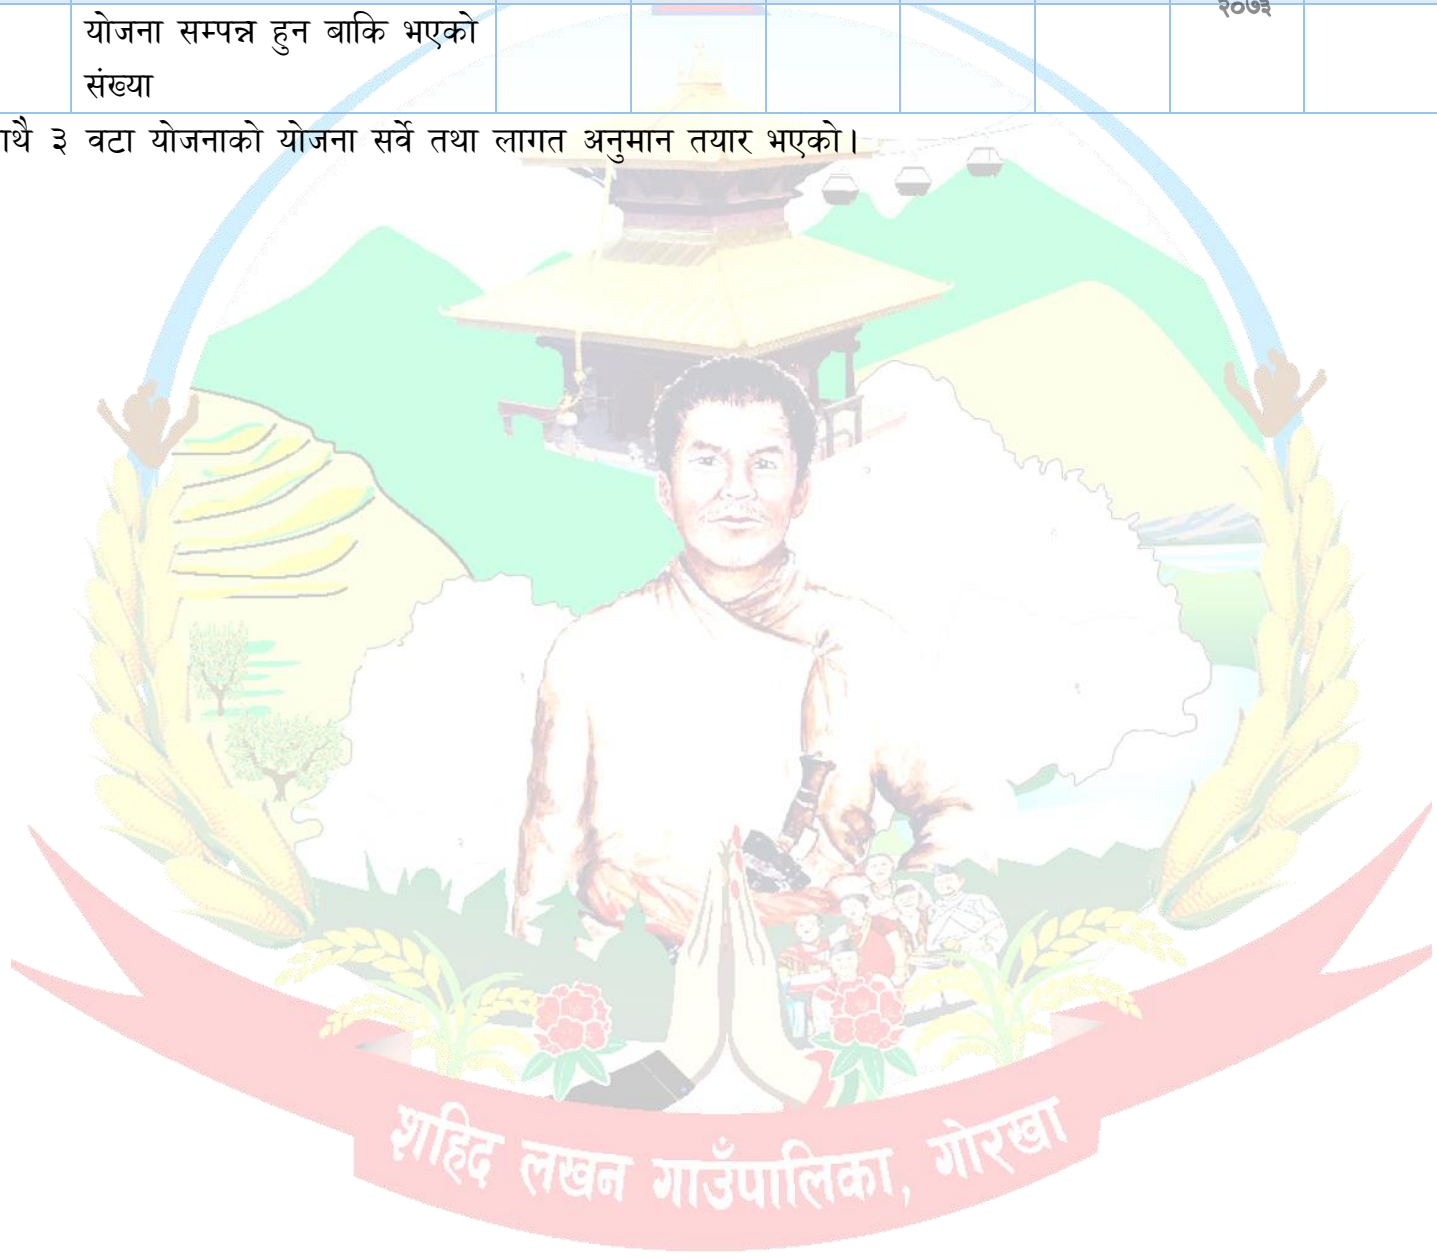 २०७३
योजना सम्पन्न हुन बाकि भएको
संख्या
ाथै ३ वटा योजनाको योजना सर्वे तथा लागत अनुमान तयार भएको।
शहिद लखन गाउँपालिका, गोरखा